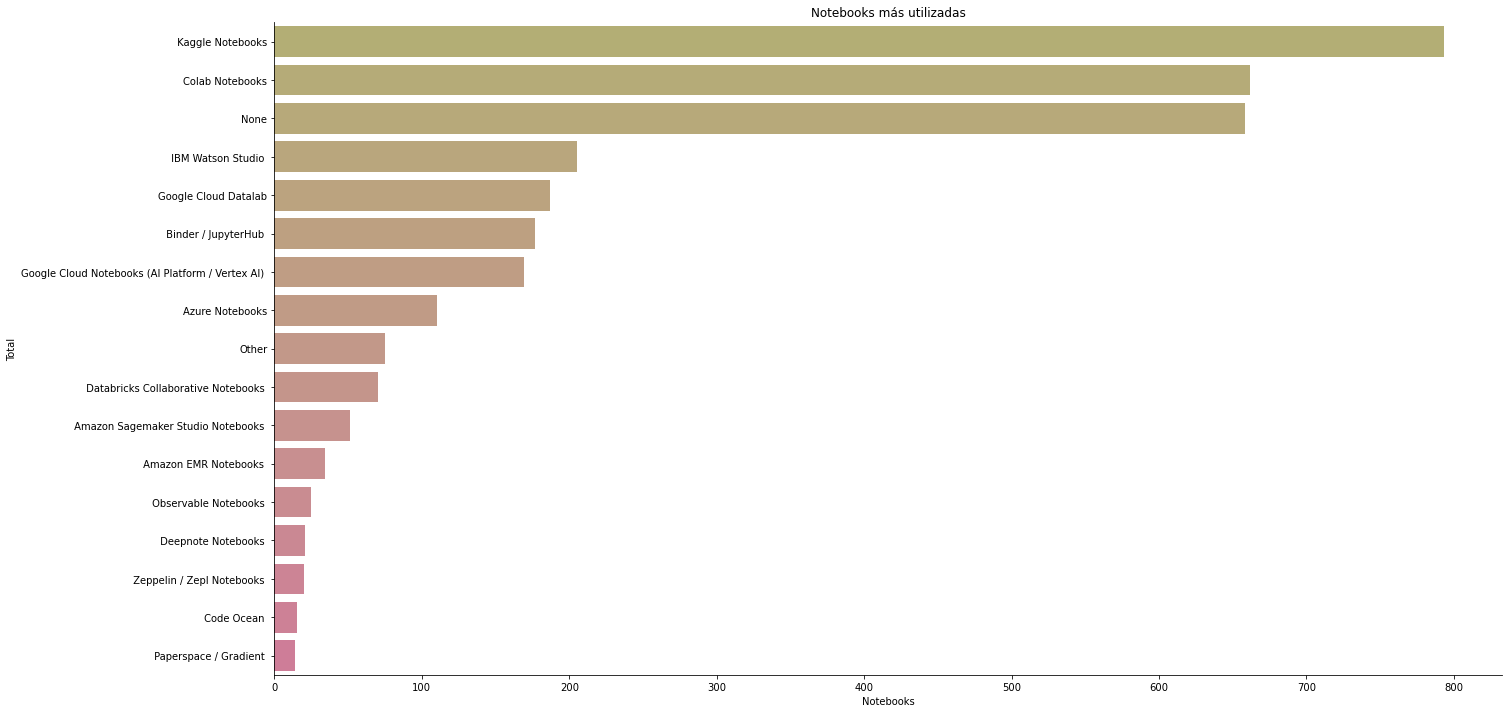 Notebooks más utilizadas
Kaggle Notebooks
Colab Notebooks
None
IBM Watson Studio
Google Cloud Datalab
Binder / JupyterHub
Google Cloud Notebooks (AI Platform / Vertex AI)
Azure Notebooks
Other
Databricks Collaborative Notebooks
Amazon Sagemaker Studio Notebooks
Amazon EMR Notebooks
Observable Notebooks
Deepnote Notebooks
Zeppelin / Zepl Notebooks
Code Ocean
Paperspace / Gradient
Total
0 100 200 300 400 500 600 700 800
Notebooks